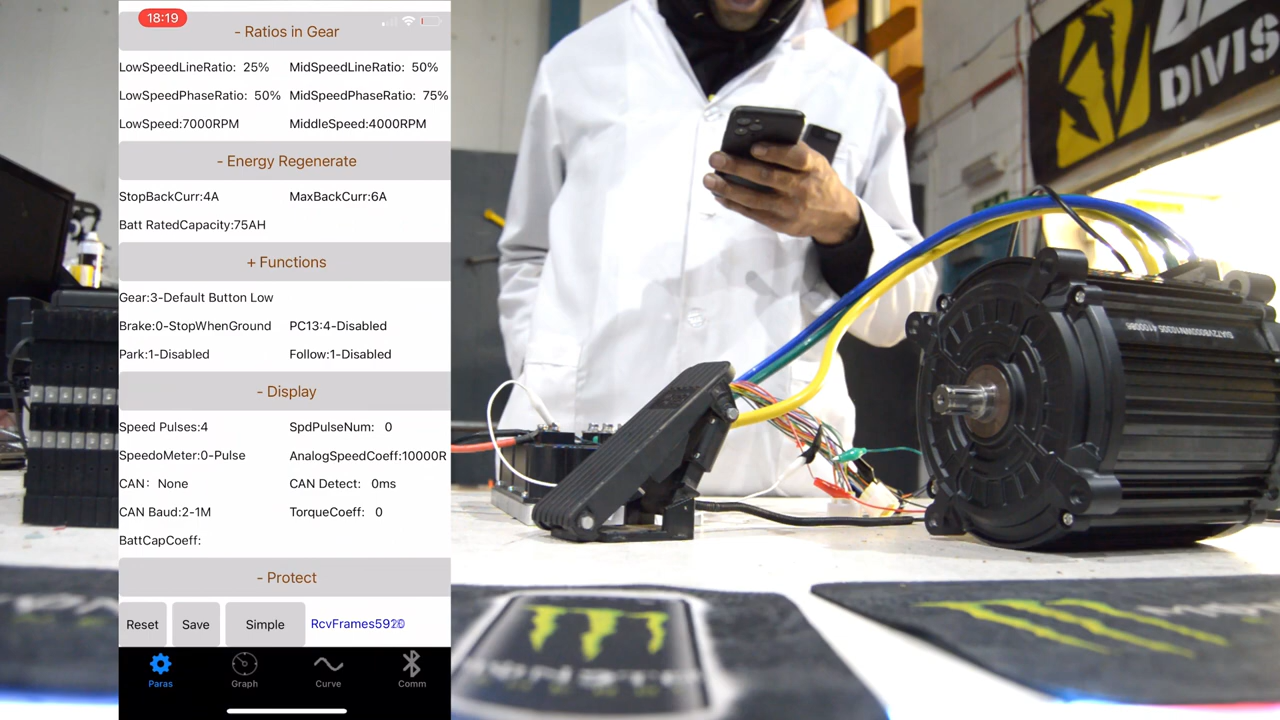 18:19
- Ratios in Gear
LowSpeedLineRatio: 25% MidSpeedLineRatio: 50%
LowSpeedPhaseRatio: 50% MidSpeedPhaseRatio: 75%
LowSpeed:7000RPM MiddleSpeed:4000RPM
- Energy Regenerate
StopBackCurr:4A MaxBackCurr:6A
Batt RatedCapacity:75AH
+ Functions
Gear:3-Default Button Low
Brake:0-StopWhenGround PC13:4-Disabled
Park:1-Disabled Follow:1-Disabled
- Display
Speed Pulses:4 SpdPulseNum: 0
SpeedoMeter:0-Pulse AnalogSpeedCoeff:10000R
CAN: None CAN Detect: 0ms
CAN Baud:2-1M TorqueCoeff: 0
BattCapCoeff:
- Protect
Reset Save Simple
Paras Graph Curve Comm
DIVIS